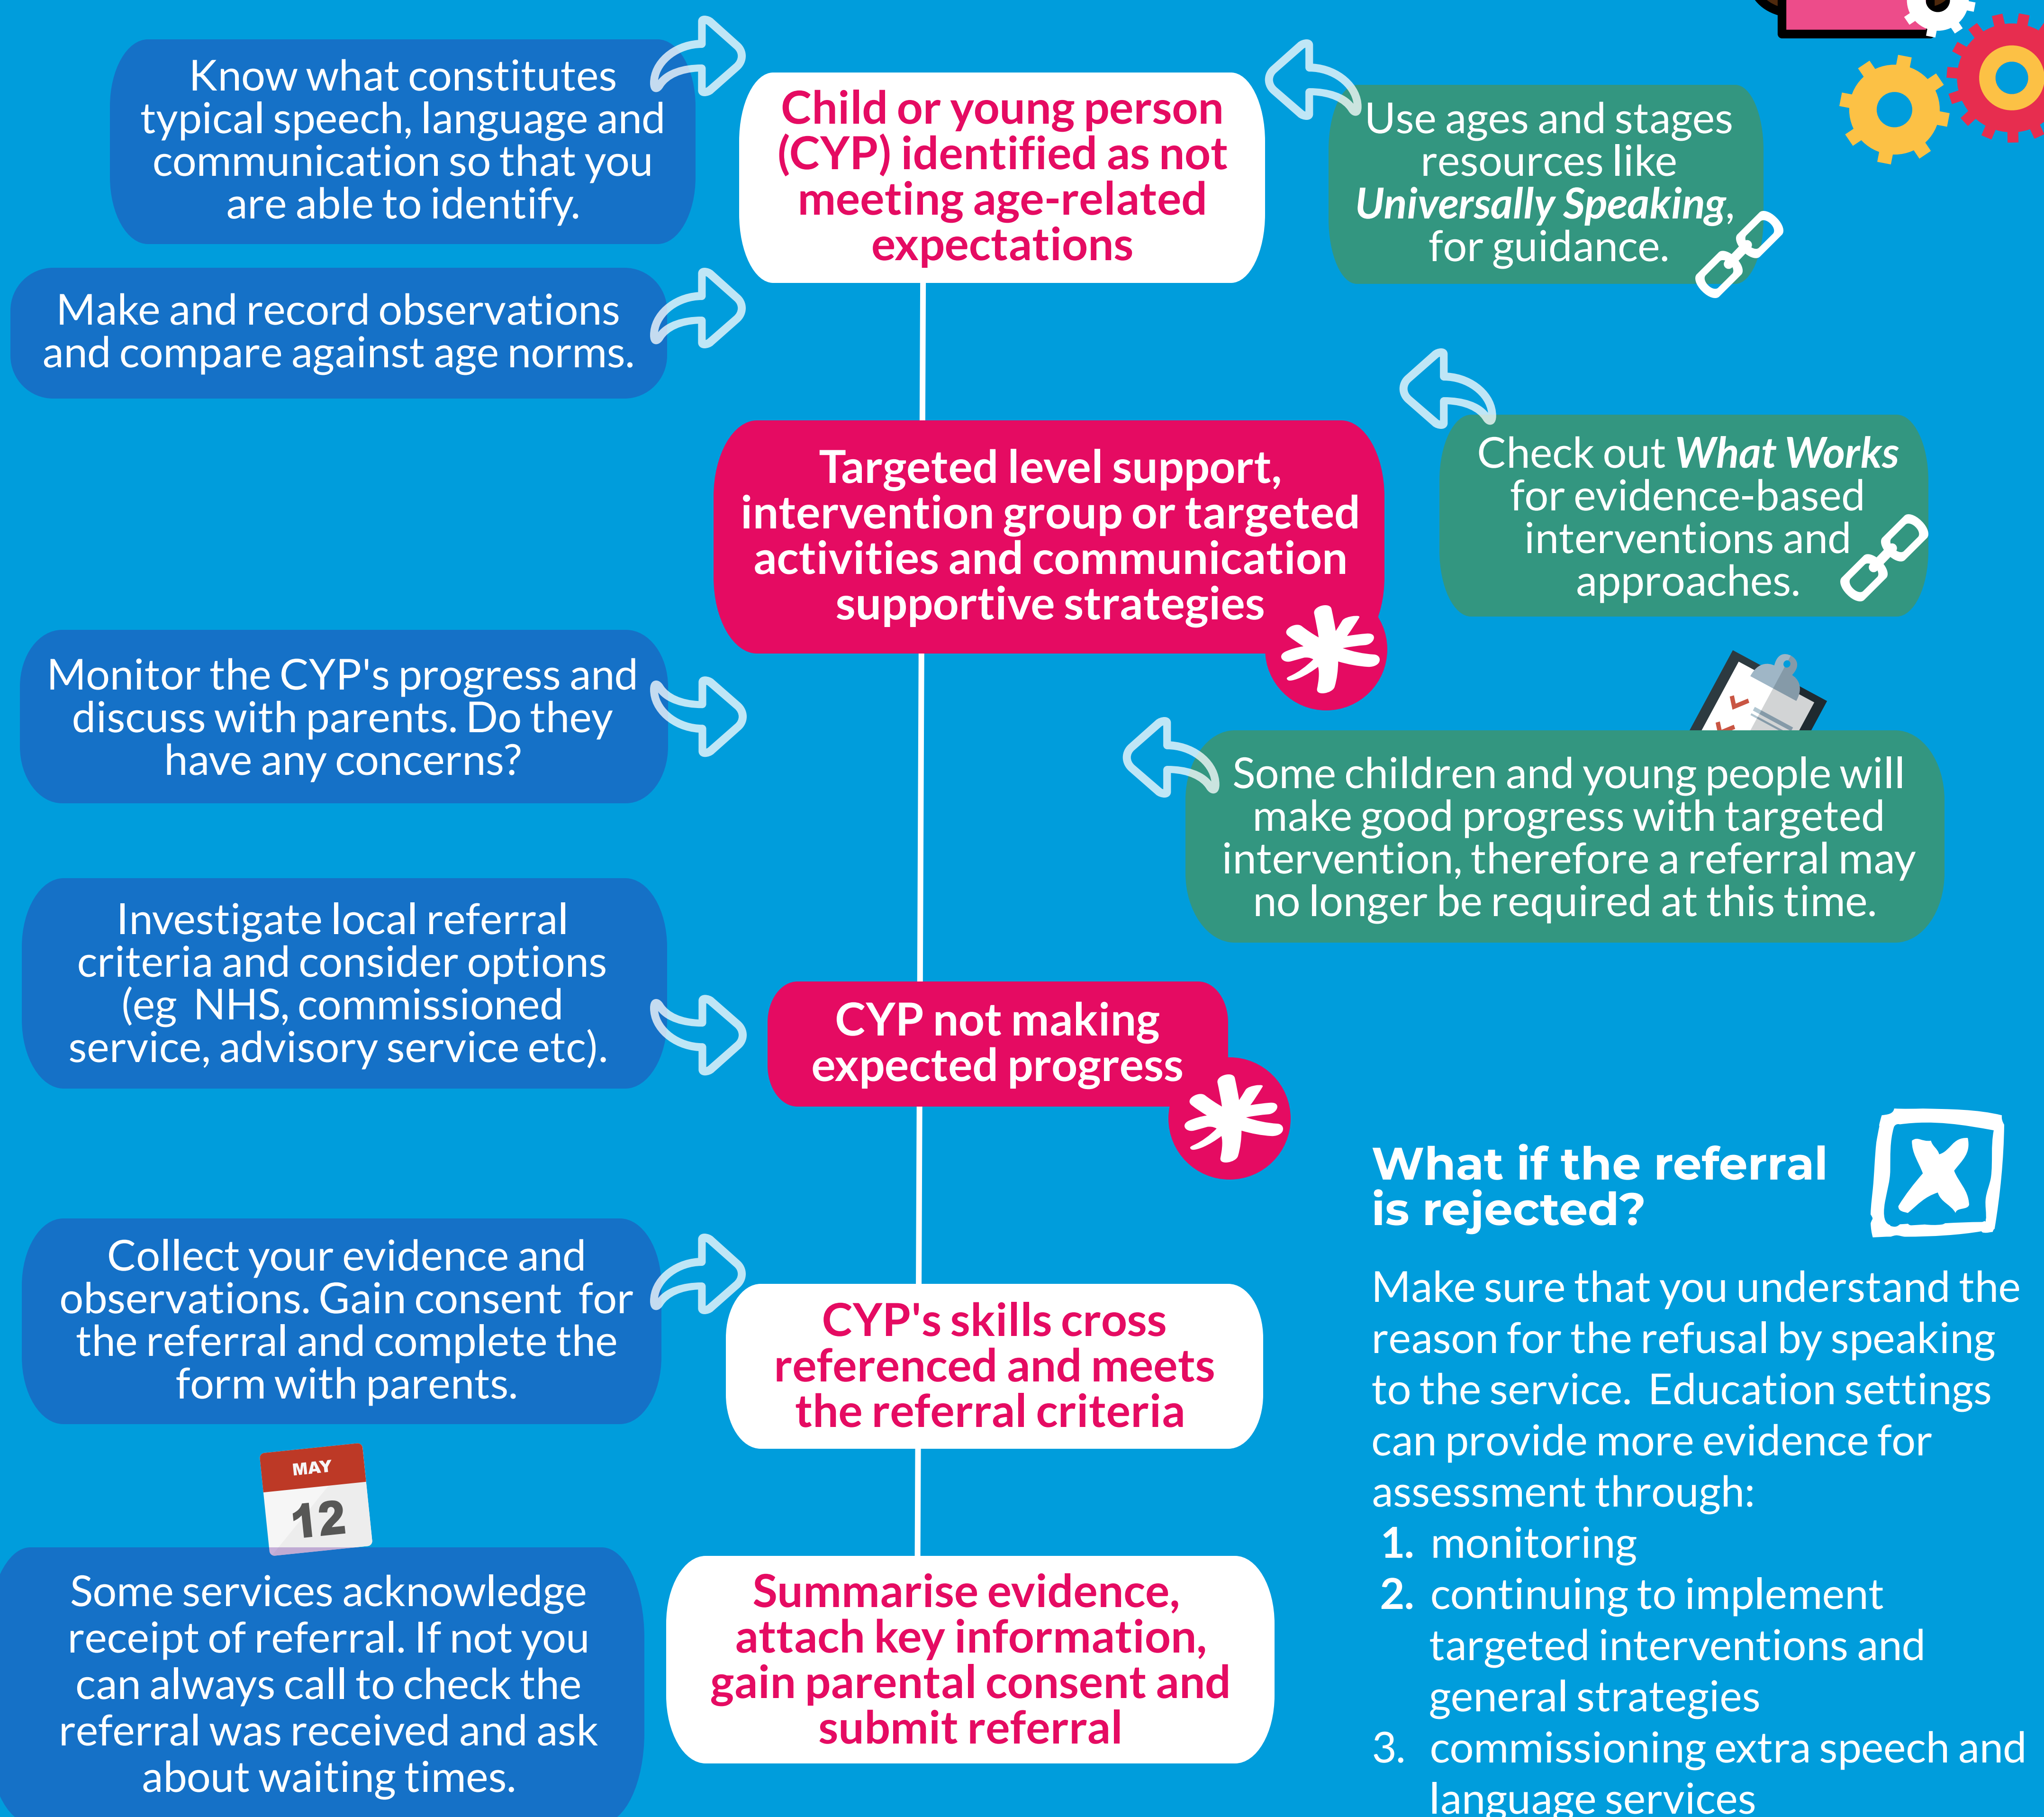 Know what constitutes
typical speech, language and
communication so that you
are able to identify.
Child or young person
(CYP) identified as not
meeting age-related
expectations
Use ages and stages
resources like
Universally Speaking,
for guidance.
Make and record observations
and compare against age norms.
Targeted level support,
intervention group or targeted
activities and communication
supportive strategies
Check out What Works
for evidence-based
interventions and
approaches.
Monitor the CYP's progress and
discuss with parents. Do they
have any concerns?
Some children and young people will
make good progress with targeted
intervention, therefore a referral may
no longer be required at this time.
Investigate local referral
criteria and consider options
(eg  NHS, commissioned
service, advisory service etc).
CYP not making
expected progress
Collect your evidence and
observations. Gain consent  for
the referral and complete the
form with parents.
CYP's skills cross
referenced and meets
the referral criteria
MAY
12
Some services acknowledge
receipt of referral. If not you
can always call to check the
referral was received and ask
about waiting times.
Summarise evidence,
attach key information,
gain parental consent and
submit referral
What if the referral
is rejected?
Make sure that you understand the
reason for the refusal by speaking
to the service.  Education settings
can provide more evidence for
assessment through:
1. monitoring
2. continuing to implement
targeted interventions and
general strategies
3. commissioning extra speech and
language services